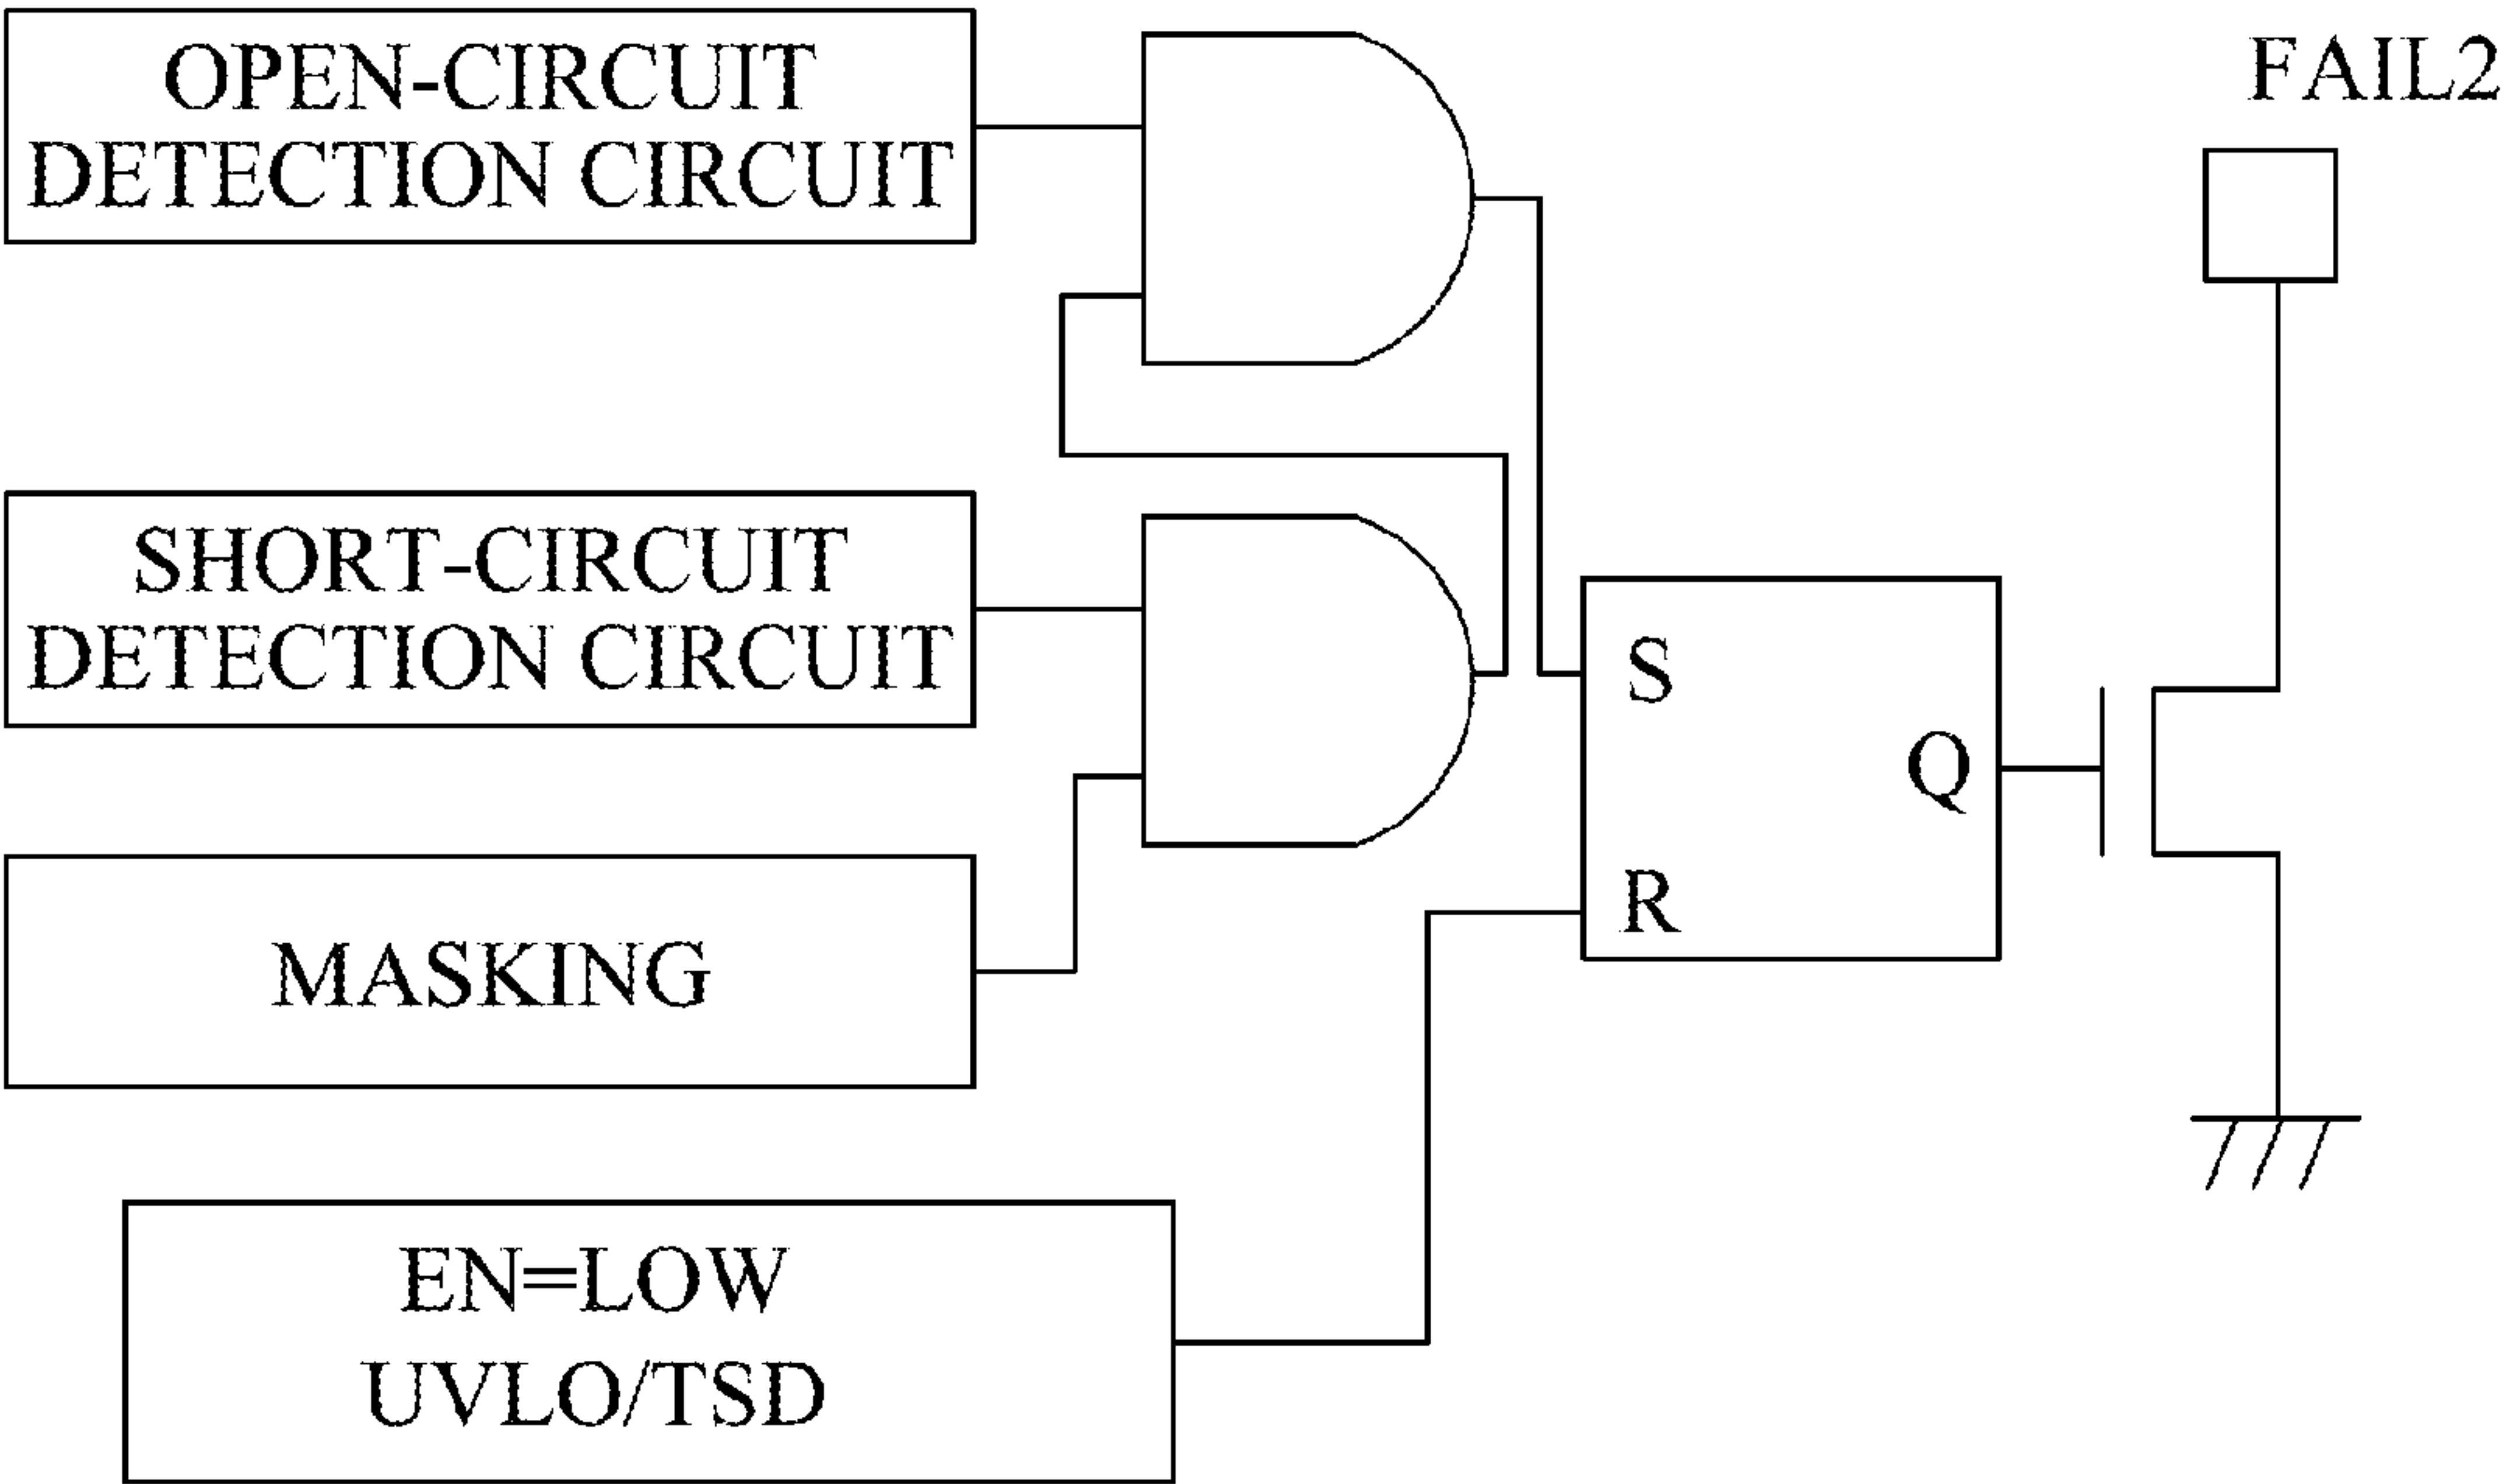 OPEN-CIRCUIT
DETECTION CIRCUIT
FAIL2
SHORT-CIRCUIT
DETECTION CIRCUIT
S
Q
R
MASKING
EN=LOW
UVLO/TSD